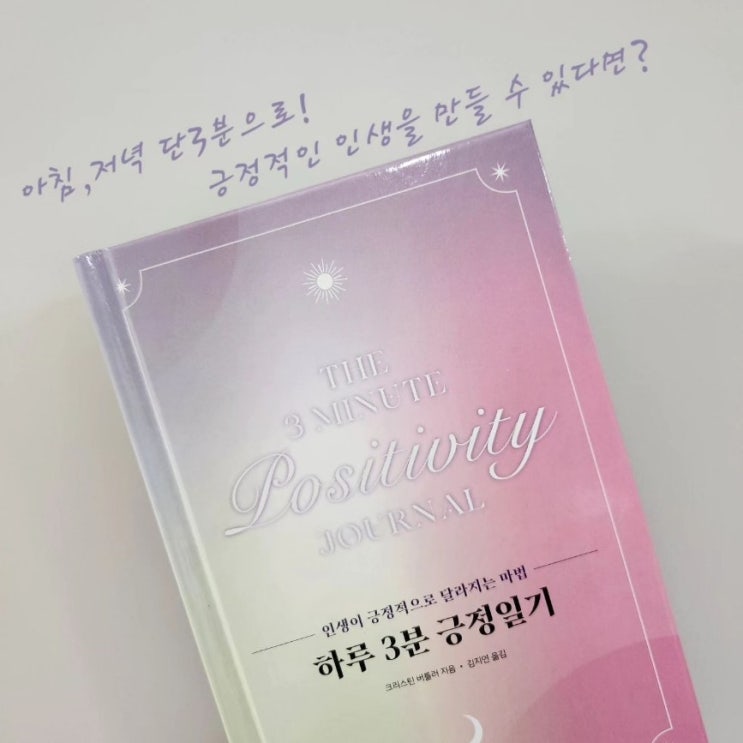 아침, 저녁 단 3분으로!
긍정적인 인생을 만들 수 있다면?
THE
3 MINUTE
Positivity
JOURNAL
인생이 긍정적으로 달라지는 마법
하루 3분 긍정일기
크리스틴 버틀러 지음 • 김지연 옮김